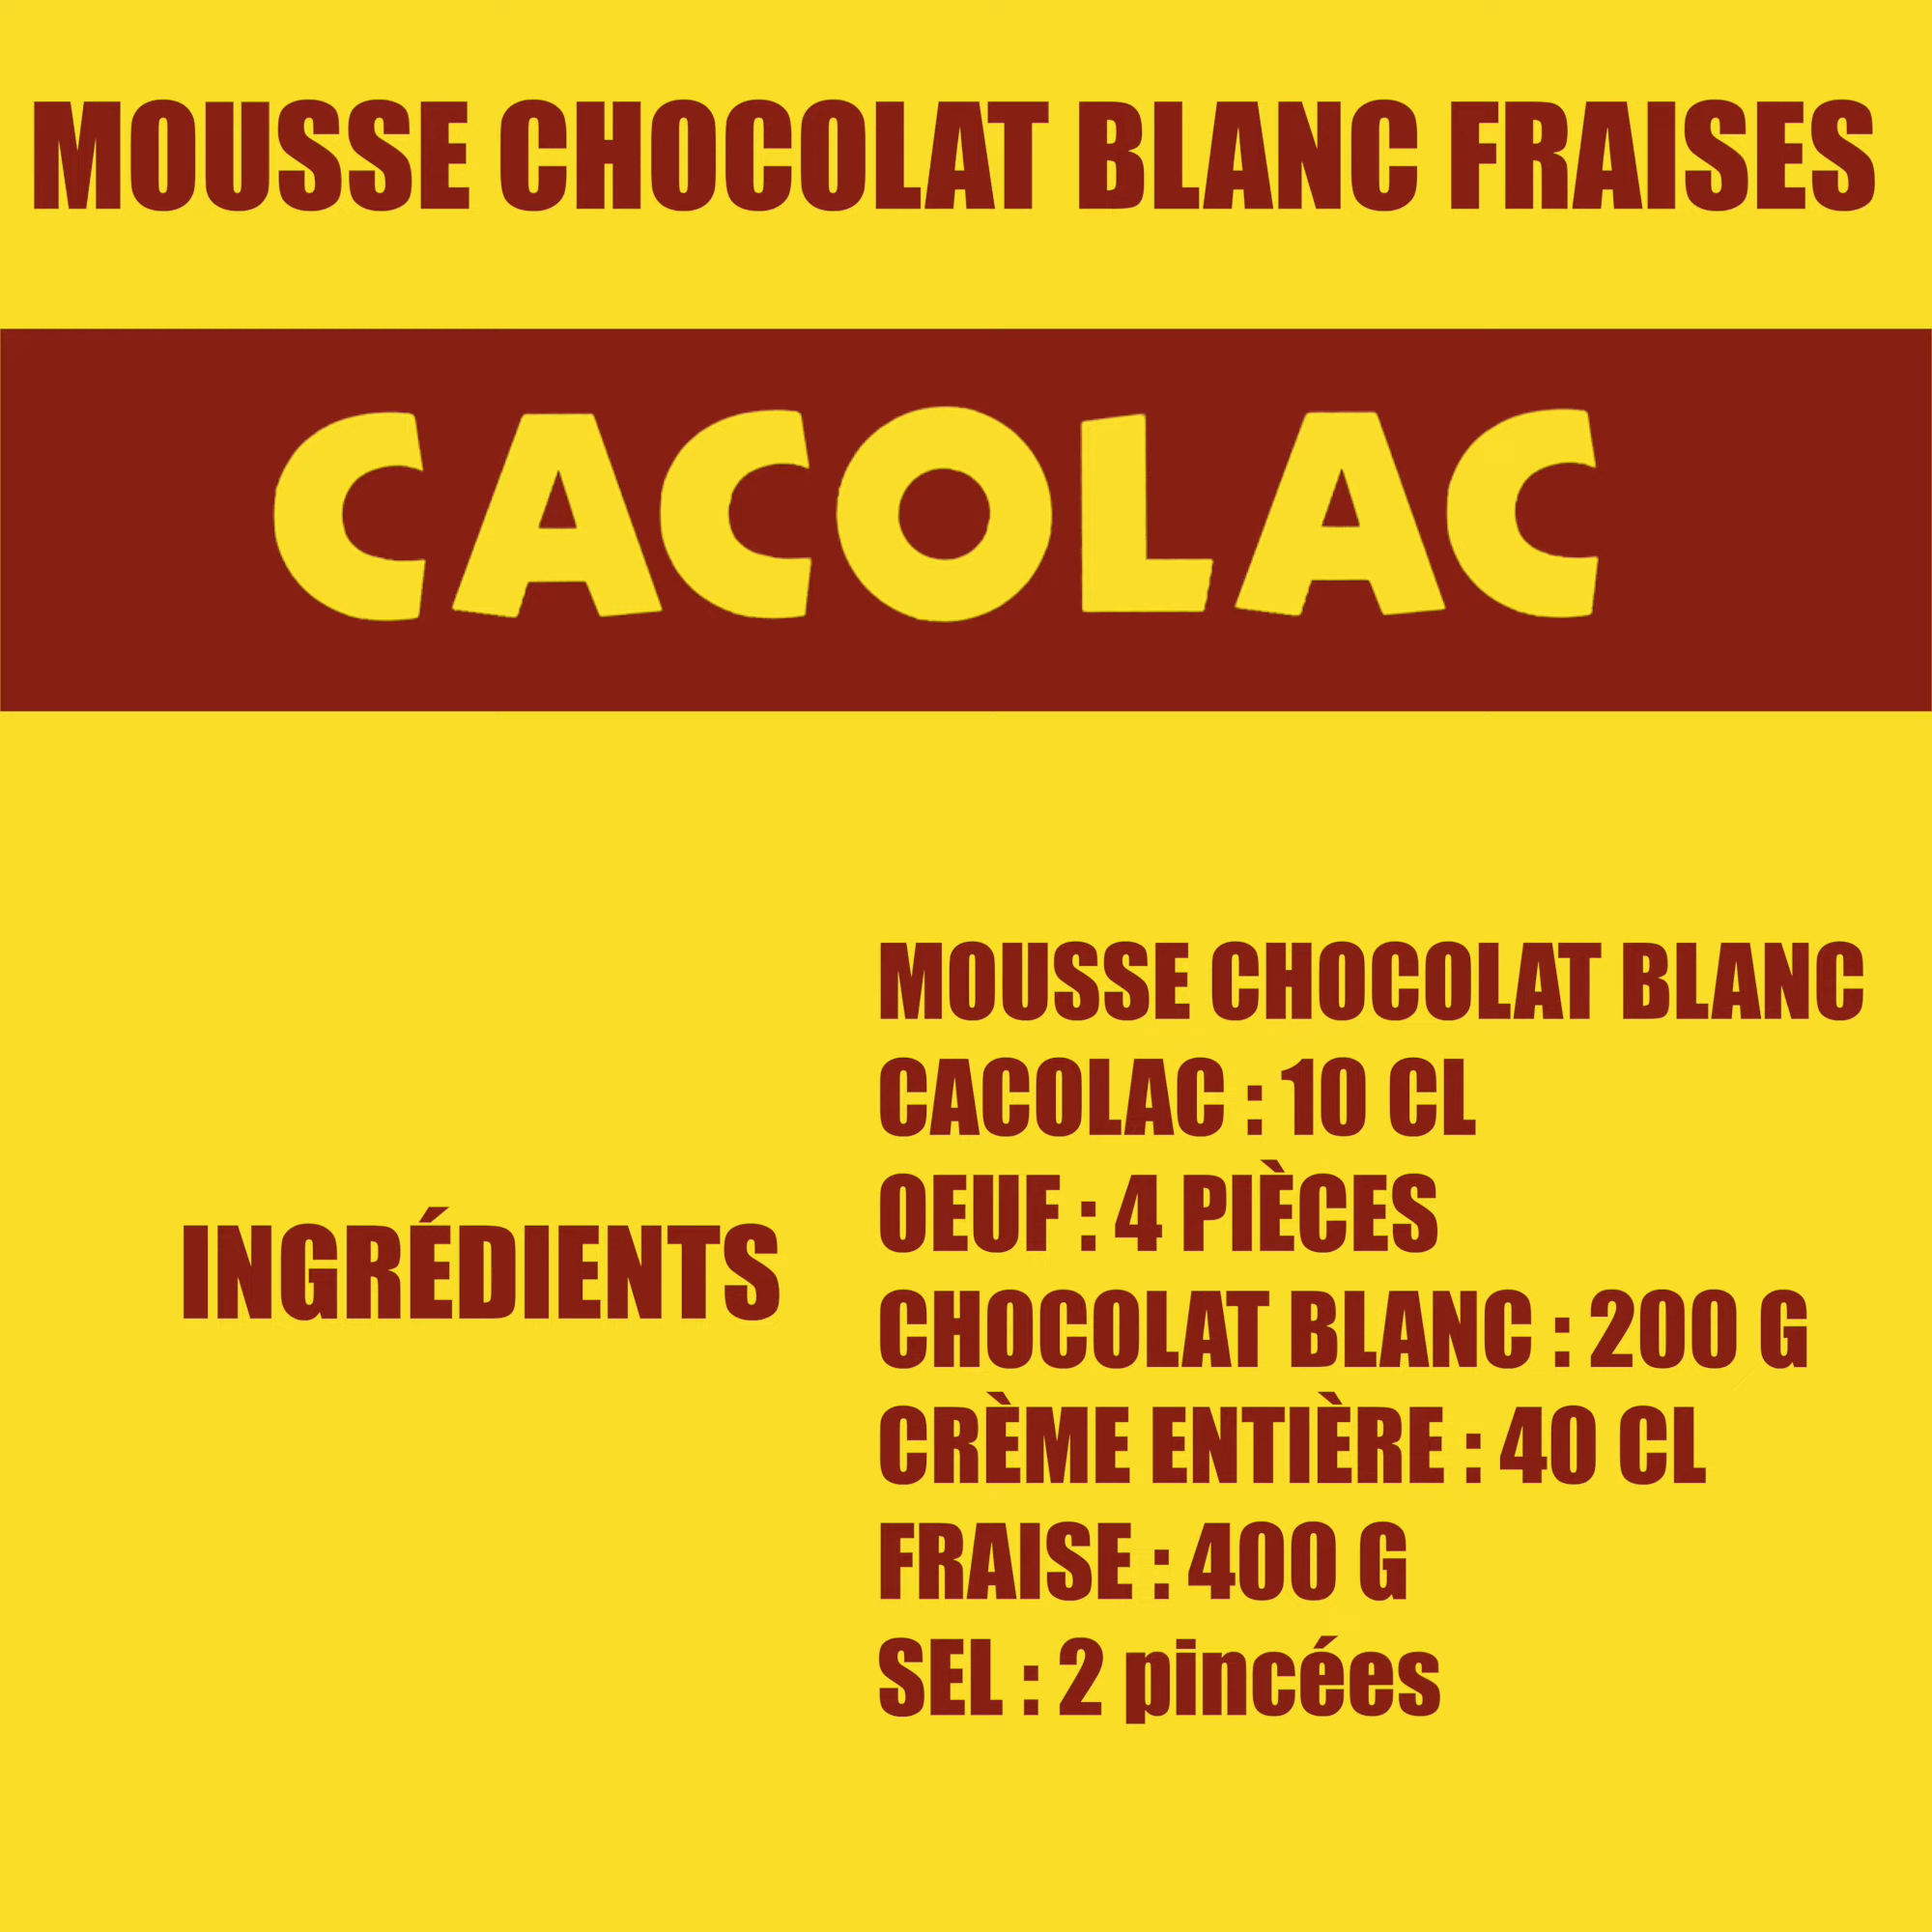 MOUSSE CHOCOLAT BLANC FRAISES
CACOLAC
INGRÉDIENTS
MOUSSE CHOCOLAT BLANC
CACOLAC : 10 CL
OEUF : 4 PIÈCES
CHOCOLAT BLANC : 200 G
CRÈME ENTIÈRE : 40 CL
FRAISE : 400 G
SEL : 2 pincées